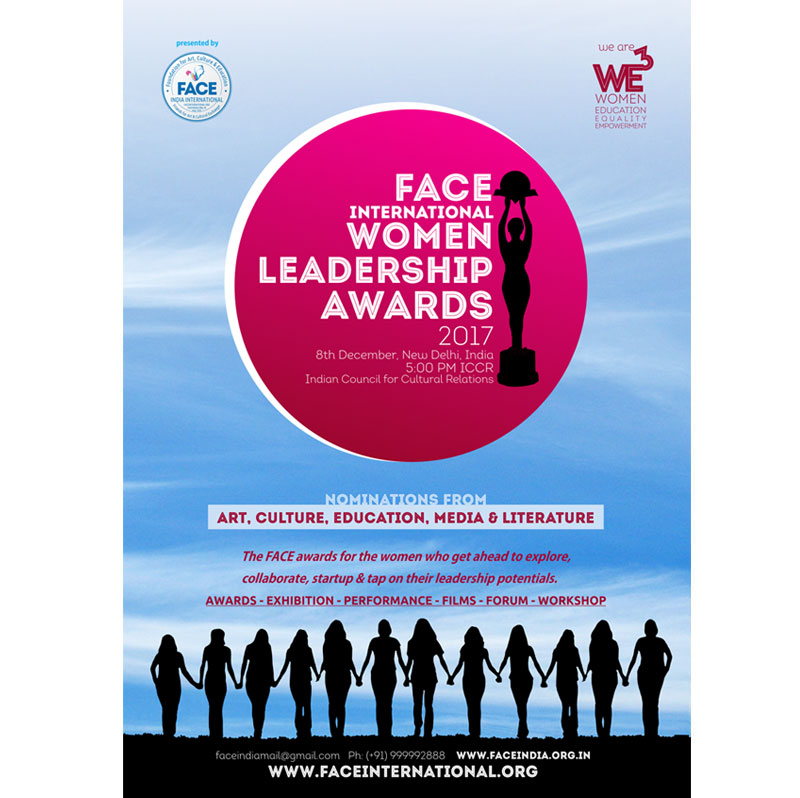 presented by
Foundation for Art, Culture & Education
FACE
INDIA INTERNATIONAL
we are
WE3
WOMEN
EDUCATION
EQUALITY
EMPOWERMENT
FACE
INTERNATIONAL
WOMEN
LEADERSHIP
AWARDS
2017
8th December, New Delhi, India
5:00 PM ICCR
Indian Council for Cultural Relations
NOMINATIONS FROM
ART, CULTURE, EDUCATION, MEDIA & LITERATURE
The FACE awards for the women who get ahead to explore,
collaborate, startup & tap on their leadership potentials.
AWARDS - EXHIBITION - PERFORMANCE - FILMS - FORUM - WORKSHOP
faceindiamail@gmail.com Ph: (+91) 999992888 WWW.FACEINDIA.ORG.IN
WWW.FACEINTERNATIONAL.ORG